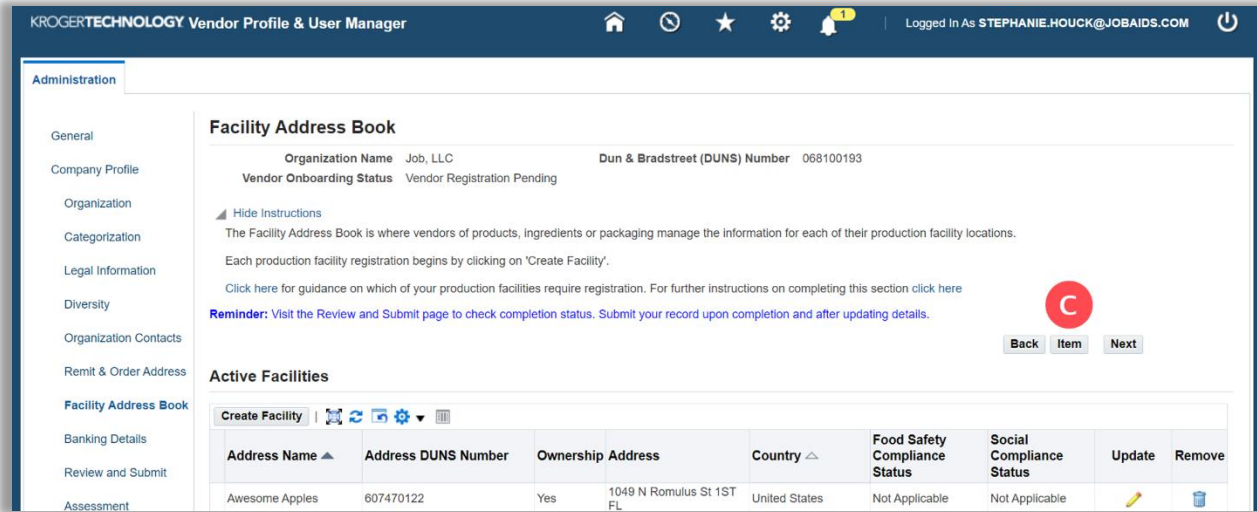 KROGERTECHNOLOGY Vendor Profile & User Manager
1
Logged In As STEPHANIE.HOUCK@JOBAIDS.COM
Administration
General
Company Profile
Organization
Categorization
Legal Information
Diversity
Organization Contacts
Remit & Order Address
Facility Address Book
Banking Details
Review and Submit
Assessment
Facility Address Book
Organization Name Job, LLC
Dun & Bradstreet (DUNS) Number 068100193
Vendor Onboarding Status Vendor Registration Pending
Hide Instructions
The Facility Address Book is where vendors of products, ingredients or packaging manage the information for each of their production facility locations.
Each production facility registration begins by clicking on 'Create Facility'.
Click here for guidance on which of your production facilities require registration. For further instructions on completing this section click here
Reminder: Visit the Review and Submit page to check completion status. Submit your record upon completion and after updating details.
C
Back Item Next
Active Facilities
Create Facility
Address Name Address DUNS Number Ownership Address Country Food Safety Compliance Status Social Compliance Status Update Remove
Awesome Apples 607470122 Yes 1049 N Romulus St 1ST FL United States Not Applicable Not Applicable